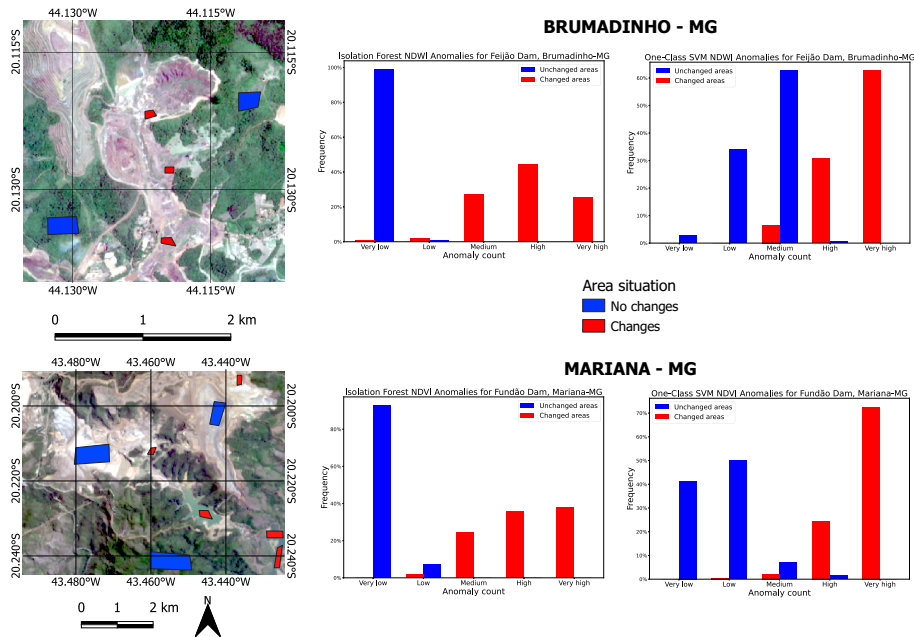 BRUMADINHO - MG
44.130°W
44.115°W
20.115°S
20.115°S
20.130°S
20.130°S
44.130°W
44.115°W
0
1
2 km
Isolation Forest NDWI Anomalies for Feijão Dam, Brumadinho-MG
Unchanged areas
Changed areas
100%
80%
60%
40%
20%
0%
Frequency
Very low
Low
Medium
High
Very high
Anomaly count
One-Class SVM NDWI Anomalies for Feijão Dam, Brumadinho-MG
Unchanged areas
Changed areas
60%
50%
40%
30%
20%
10%
0%
Frequency
Very low
Low
Medium
High
Very high
Anomaly count
Area situation
No changes
Changes
MARIANA - MG
43.480°W
43.460°W
43.440°W
20.200°S
20.200°S
20.220°S
20.220°S
20.240°S
20.240°S
43.480°W
43.460°W
43.440°W
0
1
2 km
N
Isolation Forest NDVI Anomalies for Fundão Dam, Mariana-MG
Unchanged areas
Changed areas
80%
60%
40%
20%
0%
Frequency
Very low
Low
Medium
High
Very high
Anomaly count
One-Class SVM NDVI Anomalies for Fundão Dam, Mariana-MG
Unchanged areas
Changed areas
70%
60%
50%
40%
30%
20%
10%
0%
Frequency
Very low
Low
Medium
High
Very high
Anomaly count